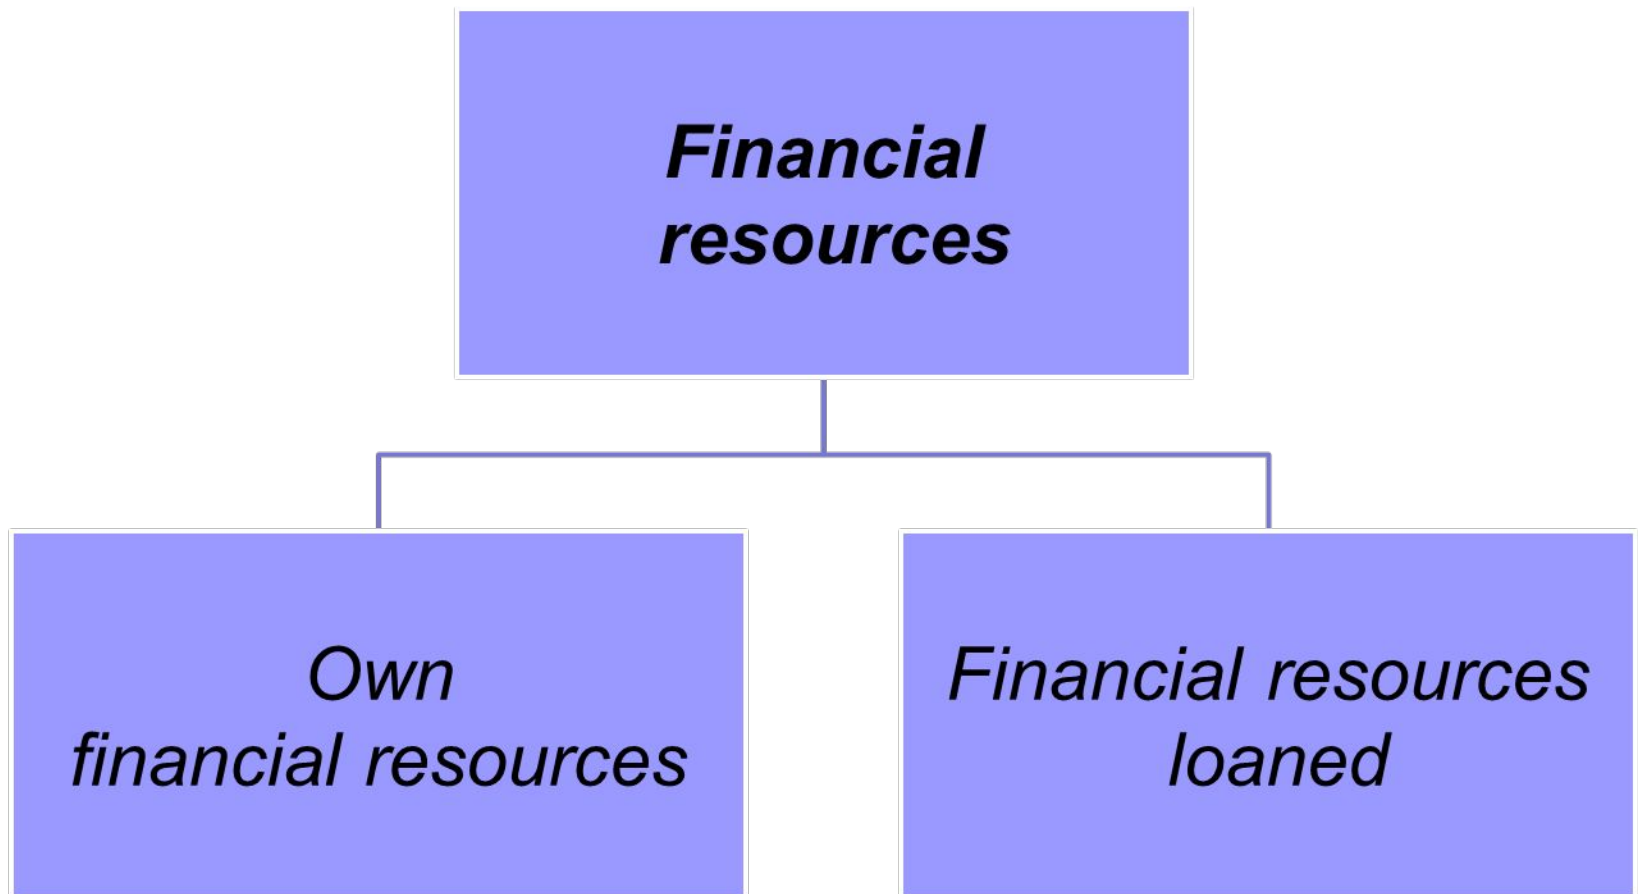 Financial
resources
Own
financial resources
Financial resources
loaned